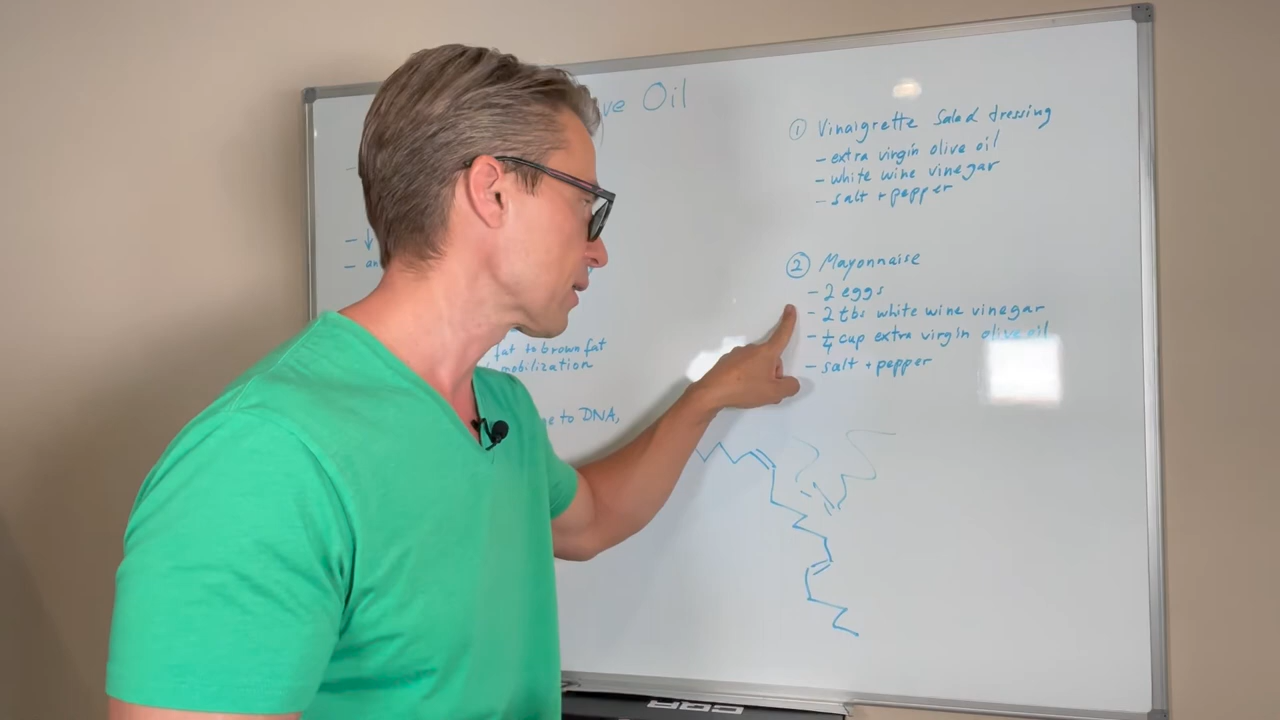 ve Oil
- ↓
- an
fat to brown fat
mobilization
e to DNA,
① Vinaigrette Salad dressing
- extra virgin olive oil
- white wine vinegar
- salt + pepper
② Mayonnaise
- 2 eggs
- 2 tbs white wine vinegar
- 1/4 cup extra virgin olive oil
- salt + pepper